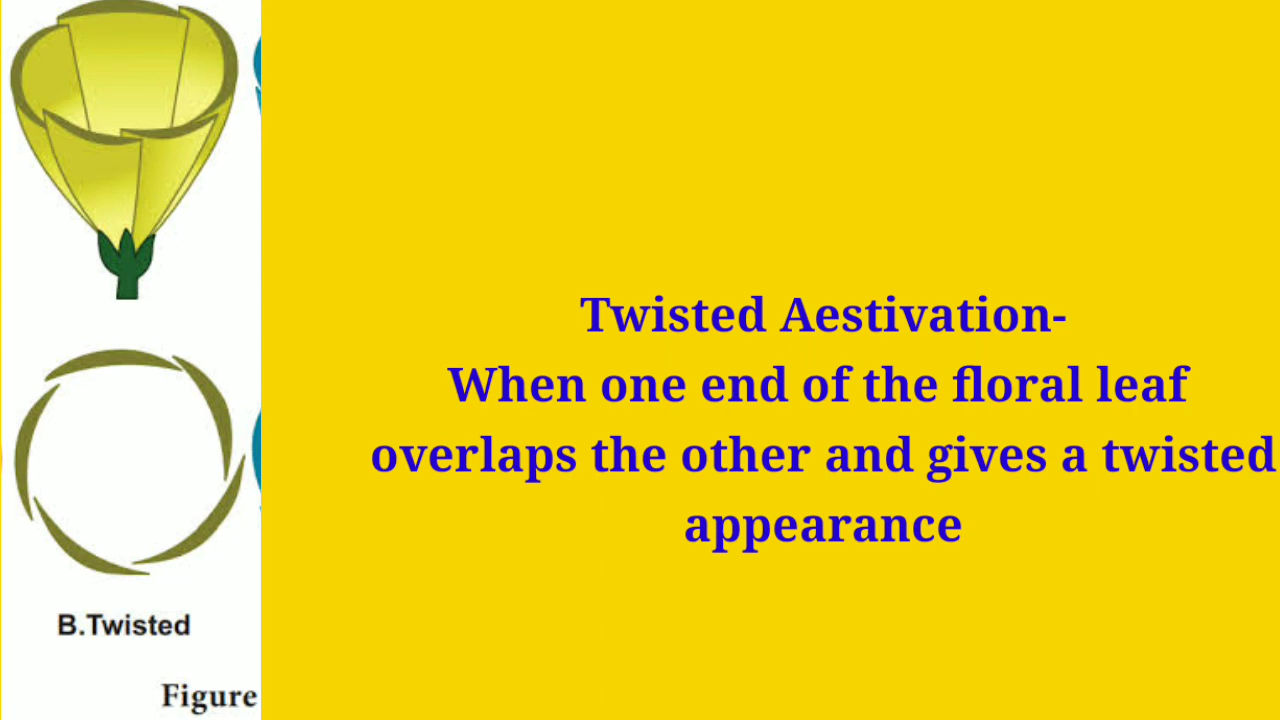 B.Twisted
Figure
Twisted Aestivation-
When one end of the floral leaf
overlaps the other and gives a twisted
appearance